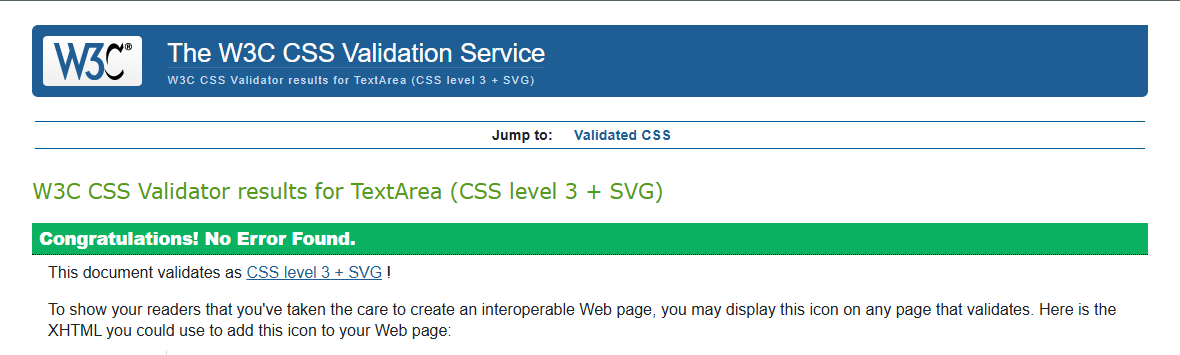 W3C®
The W3C CSS Validation Service
W3C CSS Validator results for TextArea (CSS level 3 + SVG)
Jump to: Validated CSS
W3C CSS Validator results for TextArea (CSS level 3 + SVG)
Congratulations! No Error Found.
This document validates as CSS level 3 + SVG !
To show your readers that you've taken the care to create an interoperable Web page, you may display this icon on any page that validates. Here is the
XHTML you could use to add this icon to your Web page: